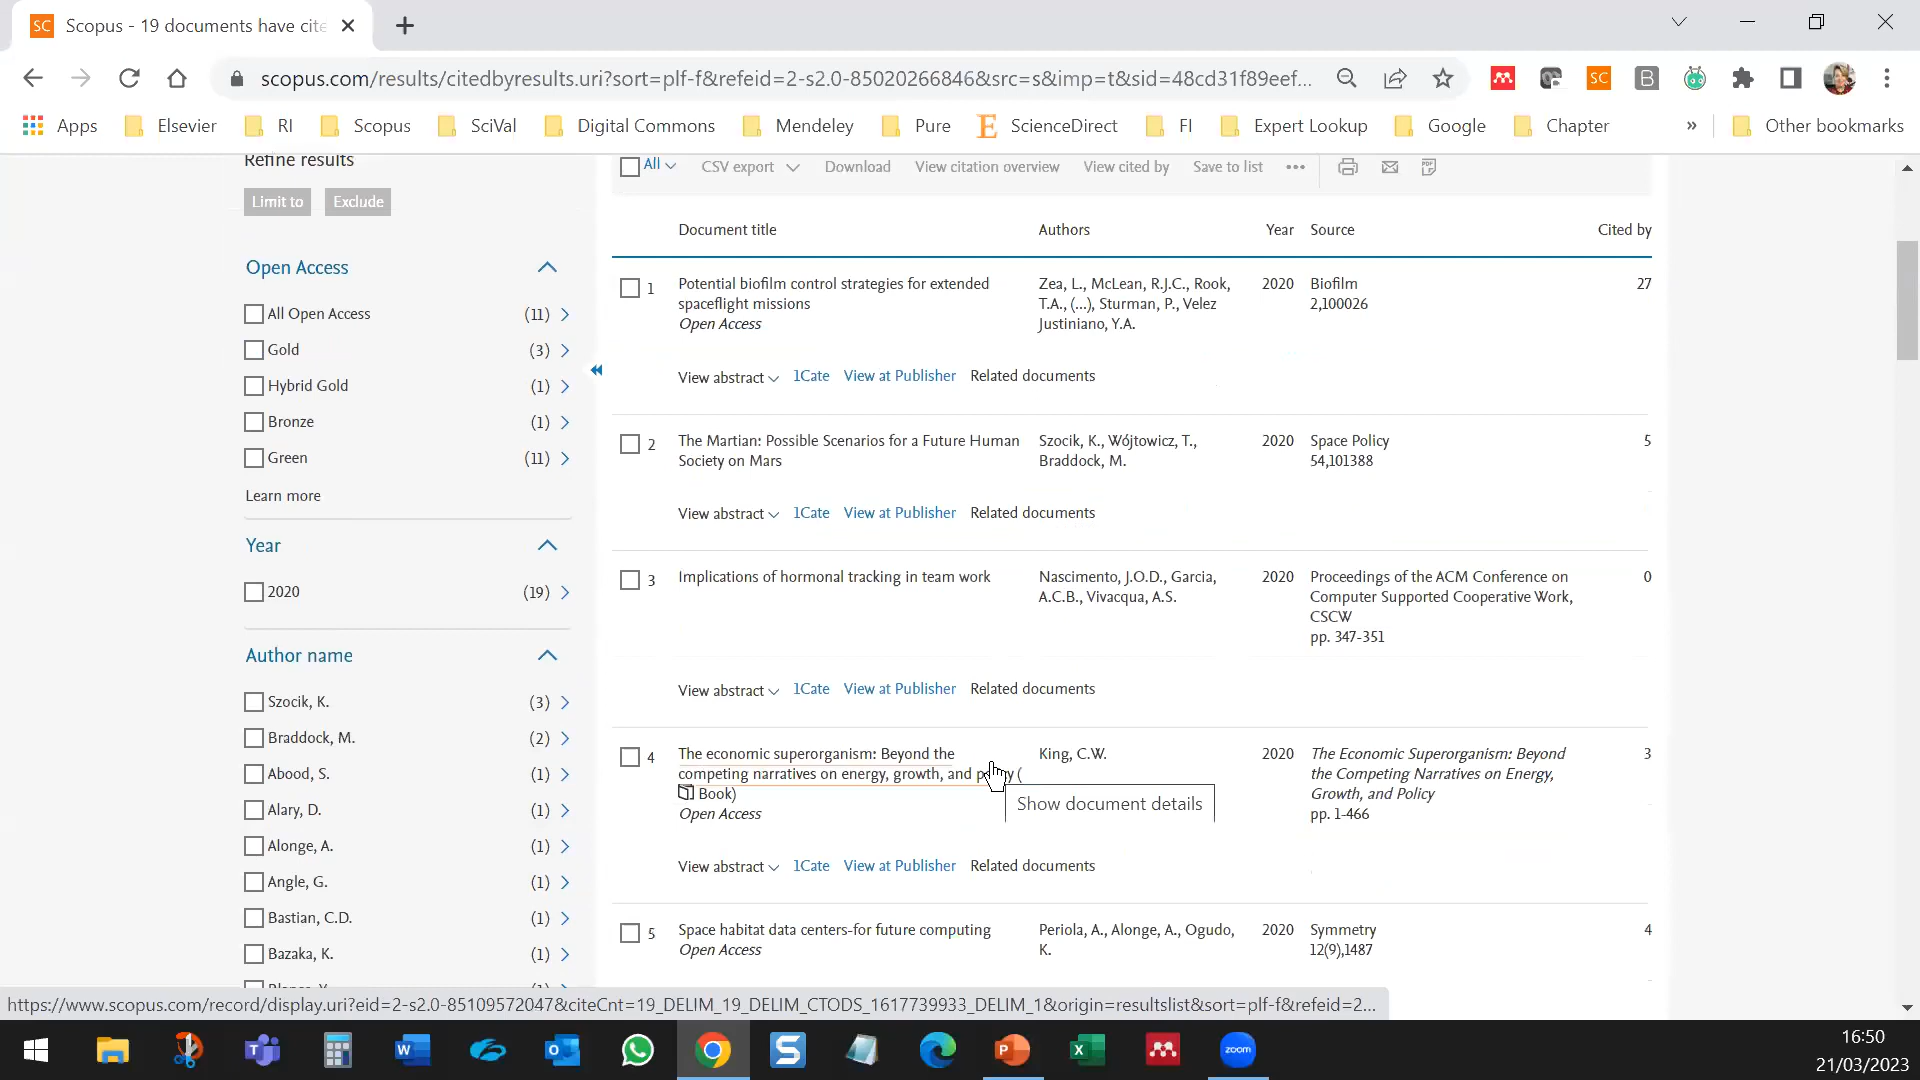 SC Scopus - 19 documents have cite
scopus.com/results/citedbyresults.uri?sort=plf-f&refeid=2-s2.0-85020266846&src=s&imp=t&sid=48cd31f89eef...
Apps Elsevier RI Scopus SciVal Digital Commons Mendeley Pure ScienceDirect FI Expert Lookup Google Chapter » Other bookmarks
Refine results
Limit to Exclude
Open Access
All Open Access (11)
Gold (3)
Hybrid Gold (1)
Bronze (1)
Green (11)
Learn more
Year
2020 (19)
Author name
Szocik, K. (3)
Braddock, M. (2)
Abood, S. (1)
Alary, D. (1)
Alonge, A. (1)
Angle, G. (1)
Bastian, C.D. (1)
Bazaka, K. (1)
All CSV export Download View citation overview View cited by Save to list •••
Document title Authors Year Source Cited by
1 Potential biofilm control strategies for extended Zea, L., McLean, R.J.C., Rook, 2020 Biofilm 27
spaceflight missions T.A., (...), Sturman, P., Velez 2,100026
Open Access Justiniano, Y.A.
View abstract 1Cate View at Publisher Related documents
2 The Martian: Possible Scenarios for a Future Human Szocik, K., Wójtowicz, T., 2020 Space Policy 5
Society on Mars Braddock, M. 54,101388
View abstract 1Cate View at Publisher Related documents
3 Implications of hormonal tracking in team work Nascimento, J.O.D., Garcia, 2020 Proceedings of the ACM Conference on 0
A.C.B., Vivacqua, A.S. Computer Supported Cooperative Work,
CSCW
pp. 347-351
View abstract 1Cate View at Publisher Related documents
4 The economic superorganism: Beyond the King, C.W. 2020 The Economic Superorganism: Beyond 3
competing narratives on energy, growth, and policy ( the Competing Narratives on Energy,
Book) Growth, and Policy
Open Access pp. 1-466
Show document details
View abstract 1Cate View at Publisher Related documents
5 Space habitat data centers-for future computing Periola, A., Alonge, A., Ogudo, 2020 Symmetry 4
Open Access K. 12(9),1487
https://www.scopus.com/record/display.uri?eid=2-s2.0-85109572047&citeCnt=19_DELIM_19_DELIM_CTODS_1617739933_DELIM_1&origin=resultslist&sort=plf-f&refeid=2...
zoom
16:50
21/03/2023